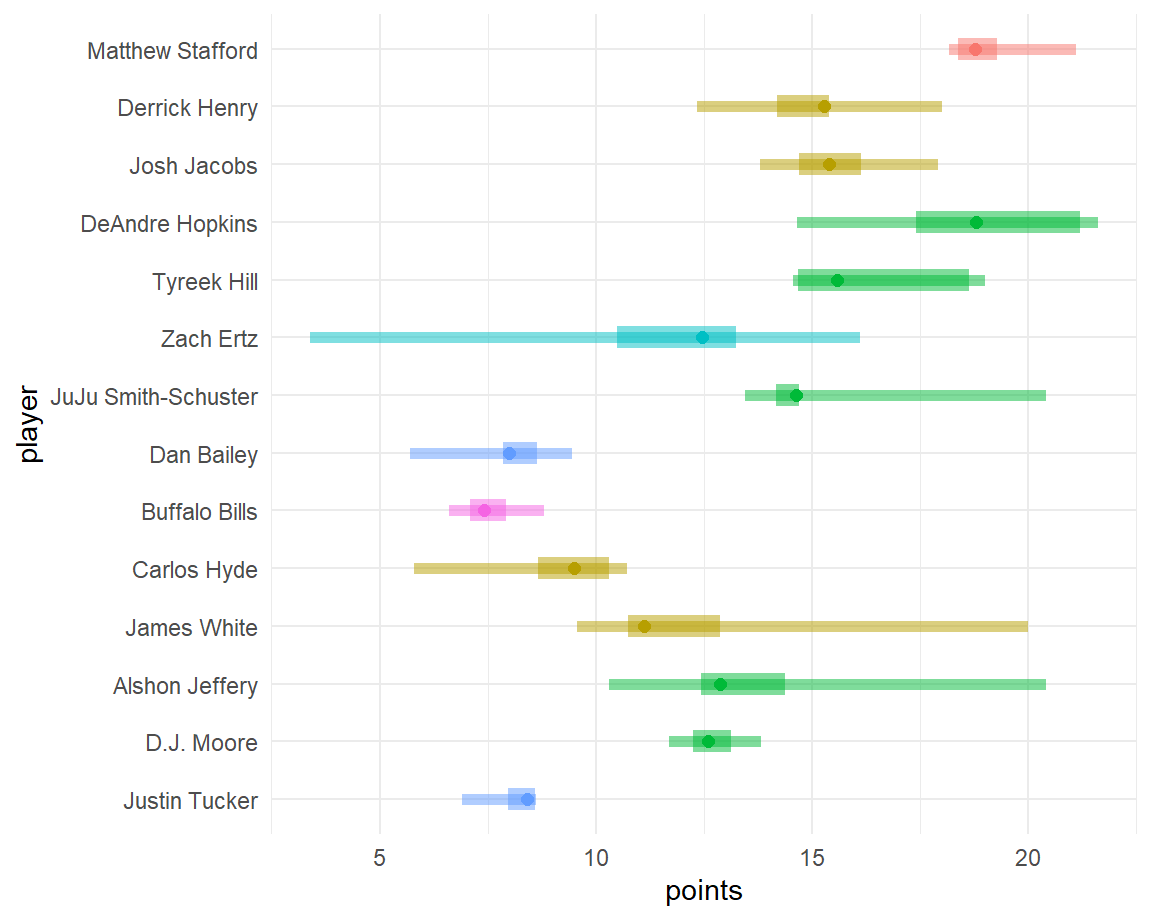 Matthew Stafford
Derrick Henry
Josh Jacobs
DeAndre Hopkins
Tyreek Hill
Zach Ertz
JuJu Smith-Schuster
Dan Bailey
Buffalo Bills
Carlos Hyde
James White
Alshon Jeffery
D.J. Moore
Justin Tucker
player
5 10 15 20
points